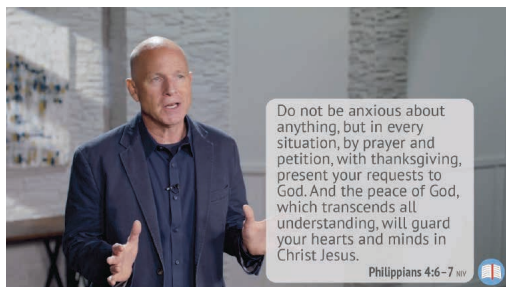 Do not be anxious about
anything, but in every
situation, by prayer and
petition, with thanksgiving,
present your requests to
God. And the peace of God,
which transcends all
understanding, will guard
your hearts and minds in
Christ Jesus.
Philippians 4:6–7 NIV